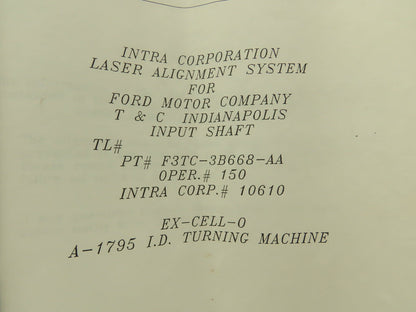 INTRA CORPORATION
LASER ALIGNMENT SYSTEM
FOR
FORD MOTOR COMPANY
T & C INDIANAPOLIS
INPUT SHAFT
TL#
PT# F3TC-3B668-AA
OPER.# 150
INTRA CORP.# 10610
EX-CELL-O
A-1795 I.D. TURNING MACHINE